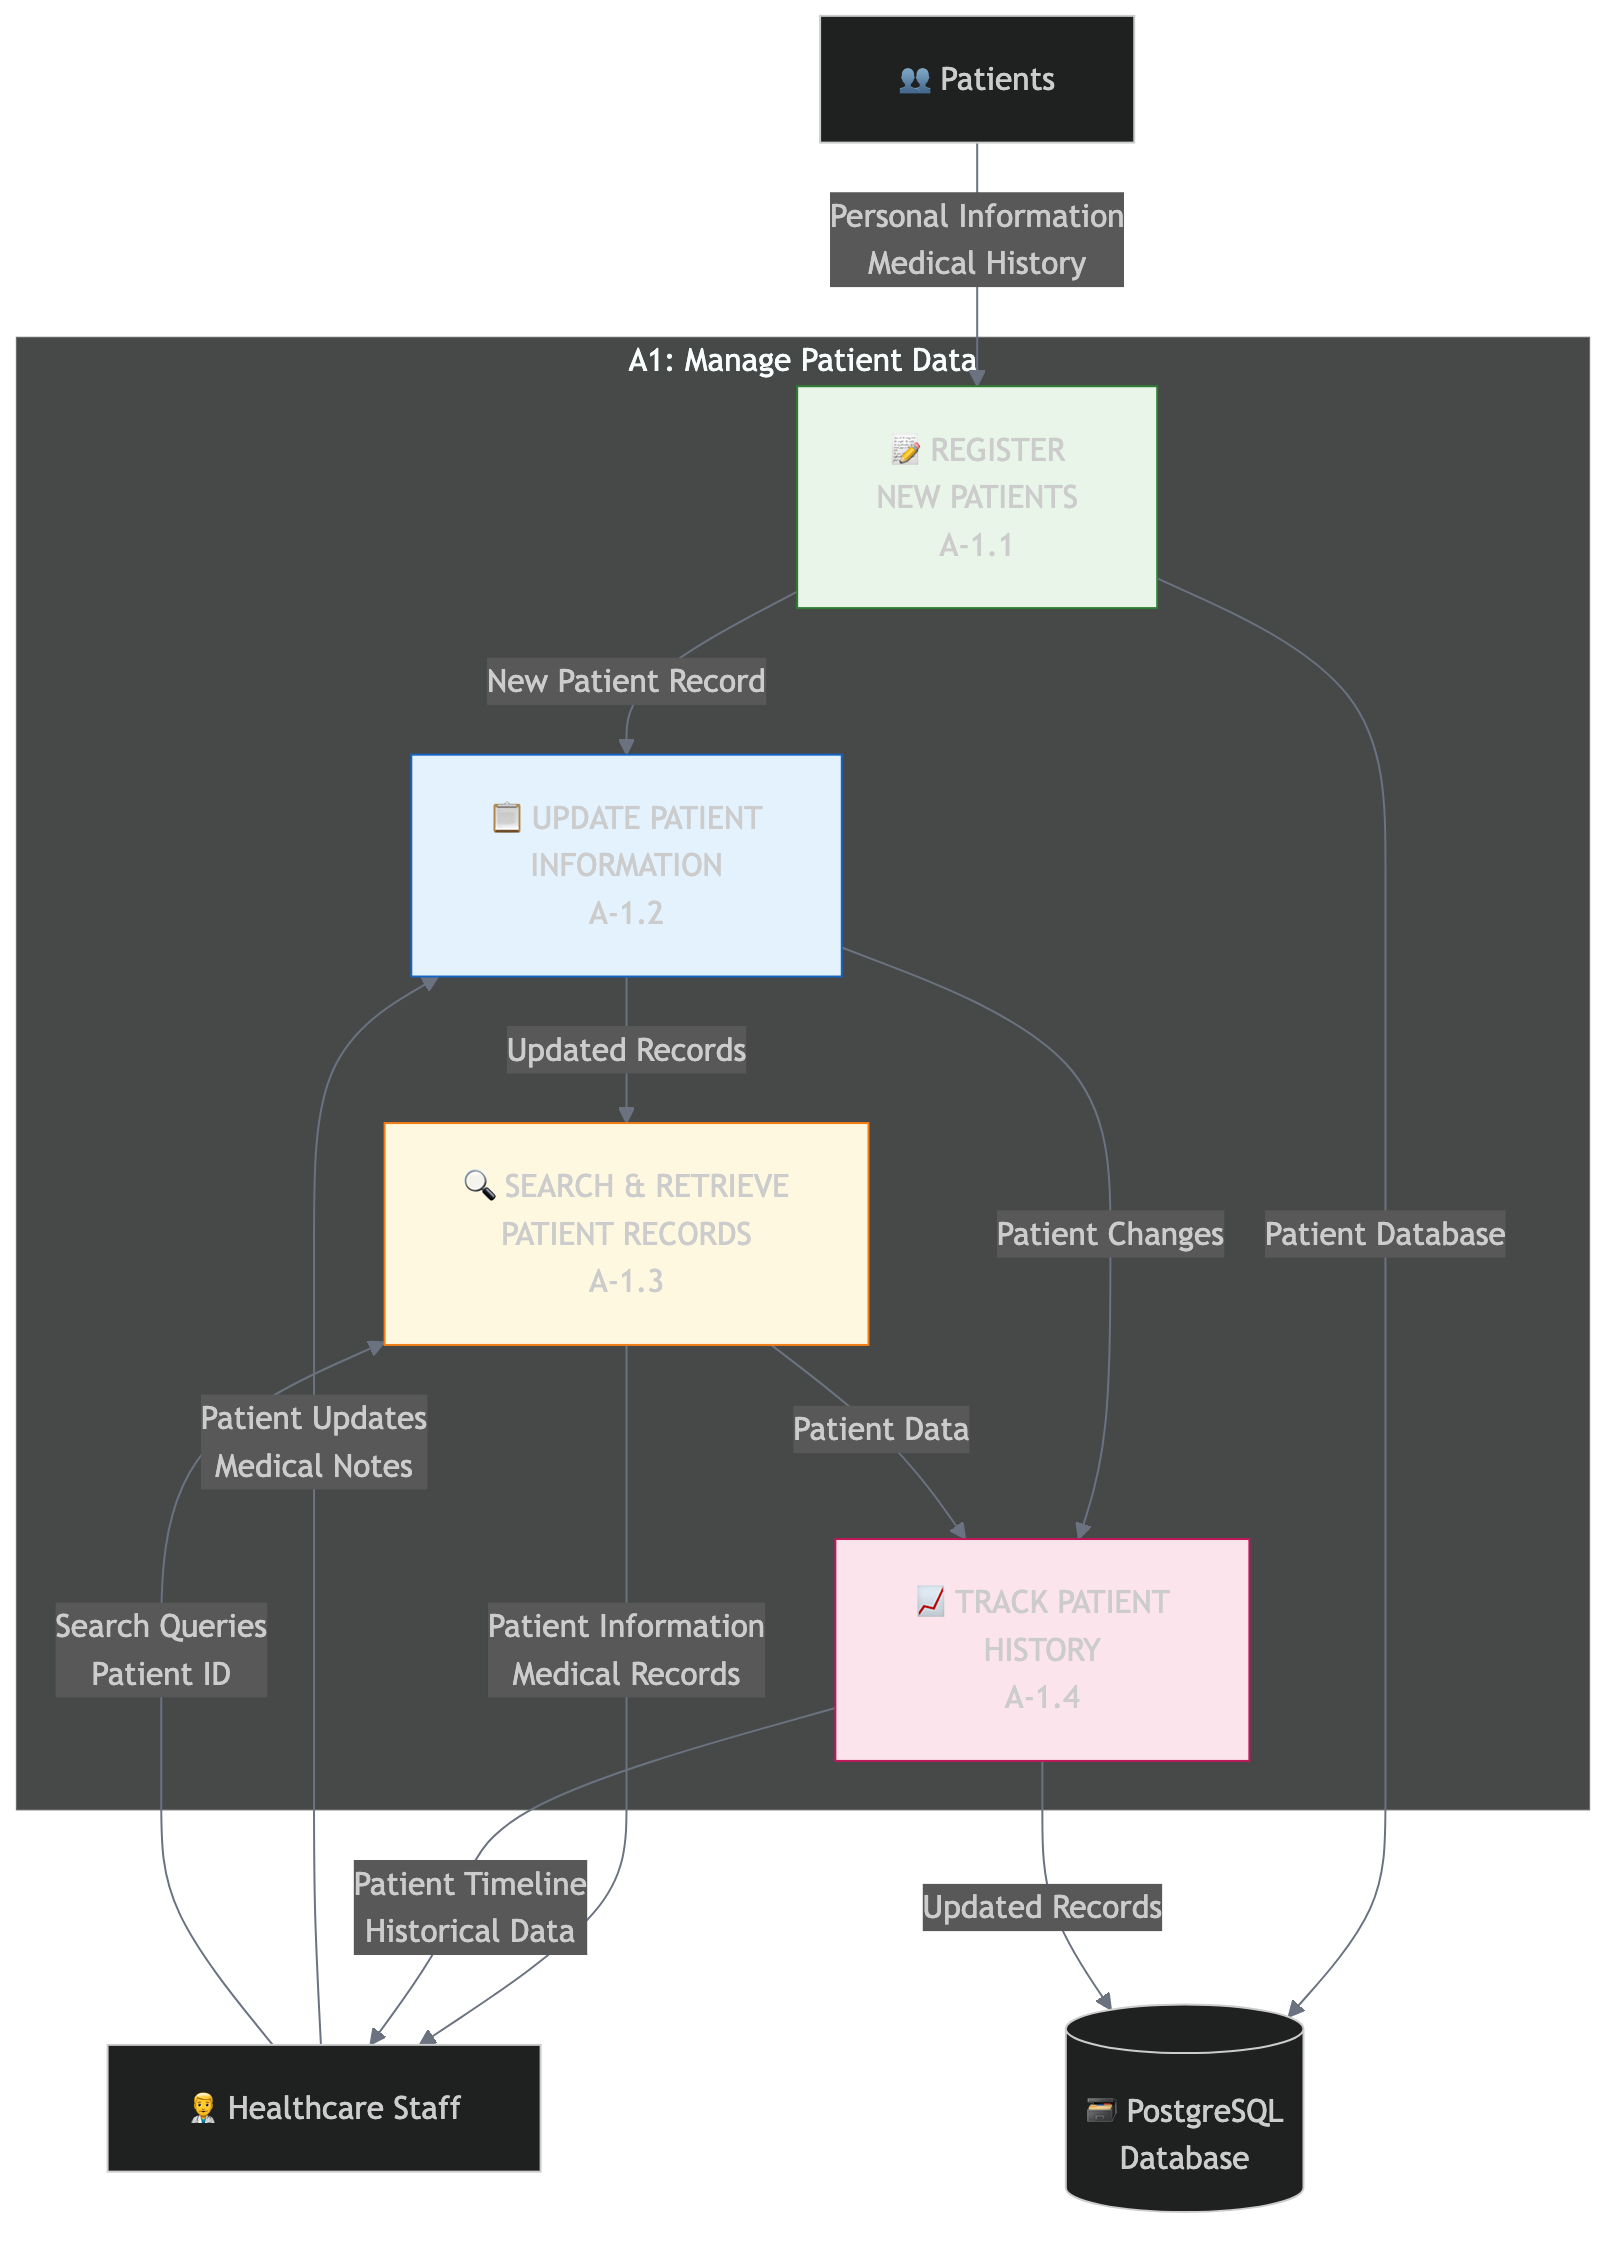 Patients
Personal Information
Medical History
A1: Manage Patient Data
REGISTER
NEW PATIENTS
A-1.1
New Patient Record
UPDATE PATIENT
INFORMATION
A-1.2
Updated Records
SEARCH & RETRIEVE
PATIENT RECORDS
A-1.3
Patient Changes
Patient Database
Patient Updates
Medical Notes
Patient Data
Search Queries
Patient ID
Patient Information
Medical Records
TRACK PATIENT
HISTORY
A-1.4
Patient Timeline
Historical Data
Updated Records
Healthcare Staff
PostgreSQL
Database